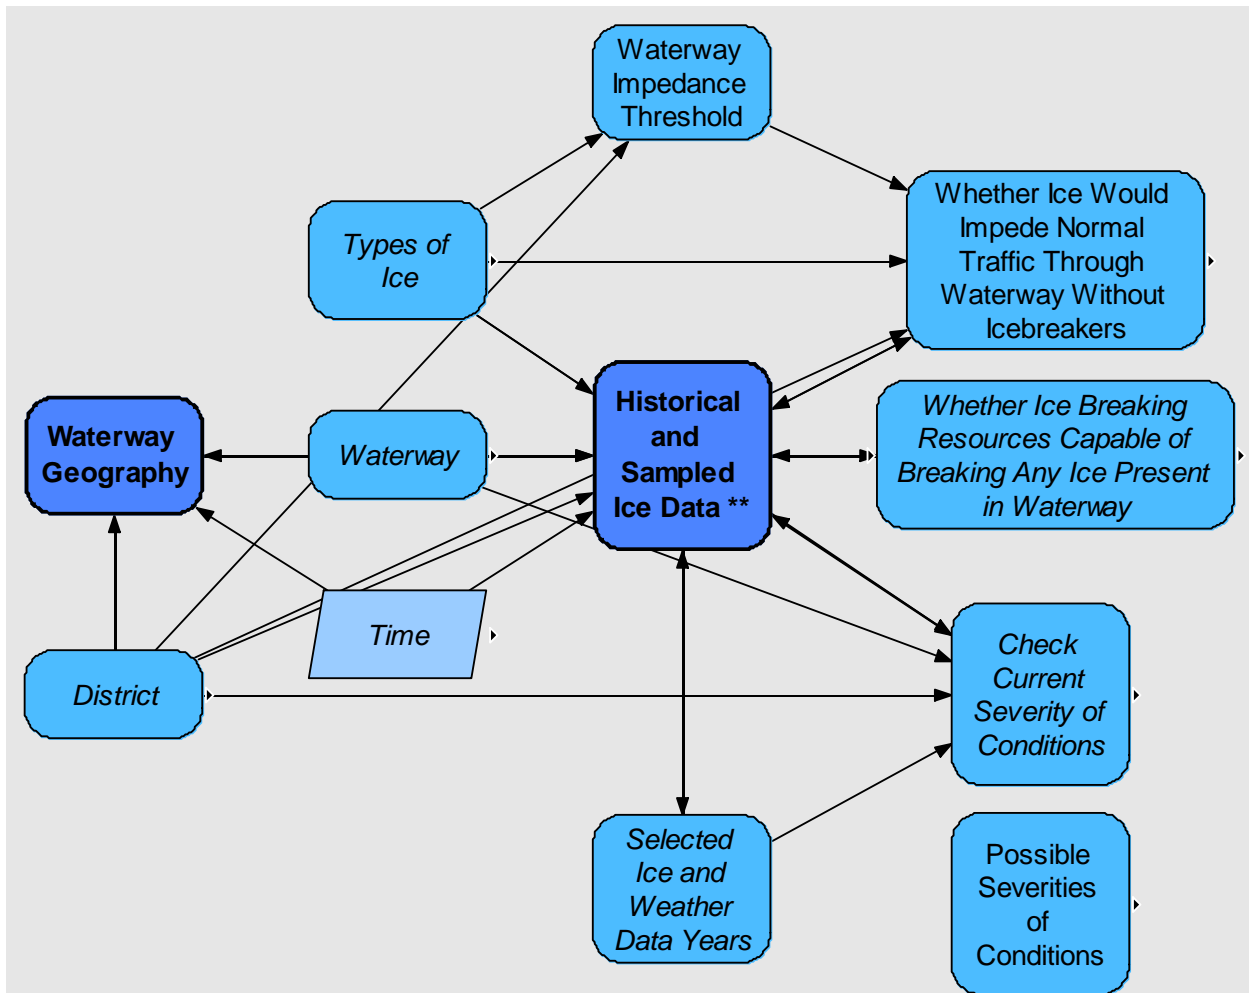 Waterway
Impedance
Threshold
Whether Ice Would
Impede Normal
Traffic Through
Waterway Without
Icebreakers
Types of
Ice
Historical
and
Sampled
Ice Data **
Waterway
Geography
Waterway
Whether Ice Breaking
Resources Capable of
Breaking Any Ice Present
in Waterway
Time
District
Check
Current
Severity of
Conditions
Selected
Ice and
Weather
Data Years
Possible
Severities
of
Conditions